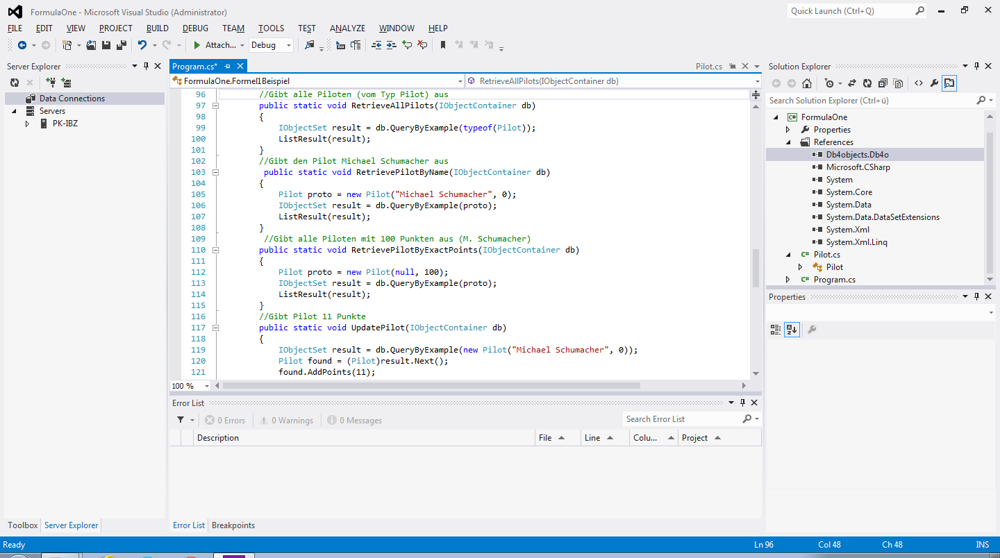 FormulaOne - Microsoft Visual Studio (Administrator)
Quick Launch (Ctrl+Q)
FILE EDIT VIEW PROJECT BUILD DEBUG TEAM TOOLS TEST ANALYZE WINDOW HELP
Attach... Debug
Server Explorer
Data Connections
Servers
PK-IBZ
Program.cs*
Pilot.cs
FormulaOne.Formel1Beispiel
RetrieveAllPilots(IObjectContainer db)
96 //Gibt alle Piloten (vom Typ Pilot) aus
97 public static void RetrieveAllPilots(IObjectContainer db)
98 {
99 IObjectSet result = db.QueryByExample(typeof(Pilot));
100 ListResult(result);
101 }
102 //Gibt den Pilot Michael Schumacher aus
103 public static void RetrievePilotByName(IObjectContainer db)
104 {
105 Pilot proto = new Pilot("Michael Schumacher", 0);
106 IObjectSet result = db.QueryByExample(proto);
107 ListResult(result);
108 }
109 //Gibt alle Piloten mit 100 Punkten aus (M. Schumacher)
110 public static void RetrievePilotByExactPoints(IObjectContainer db)
111 {
112 Pilot proto = new Pilot(null, 100);
113 IObjectSet result = db.QueryByExample(proto);
114 ListResult(result);
115 }
116 //Gibt Pilot 11 Punkte
117 public static void UpdatePilot(IObjectContainer db)
118 {
119 IObjectSet result = db.QueryByExample(new Pilot("Michael Schumacher", 0));
120 Pilot found = (Pilot)result.Next();
121 found.AddPoints(11);
100 %
Error List
0 Errors 0 Warnings 0 Messages
Search Error List
Description File Line Colu... Project
Solution Explorer
Search Solution Explorer (Ctrl+ü)
C# FormulaOne
Properties
References
Db4objects.Db4o
Microsoft.CSharp
System
System.Core
System.Data
System.Data.DataSetExtensions
System.Xml
System.Xml.Linq
C# Pilot.cs
Pilot
C# Program.cs
Properties
Toolbox Server Explorer
Error List Breakpoints
Ready
Ln 96 Col 48 Ch 48 INS